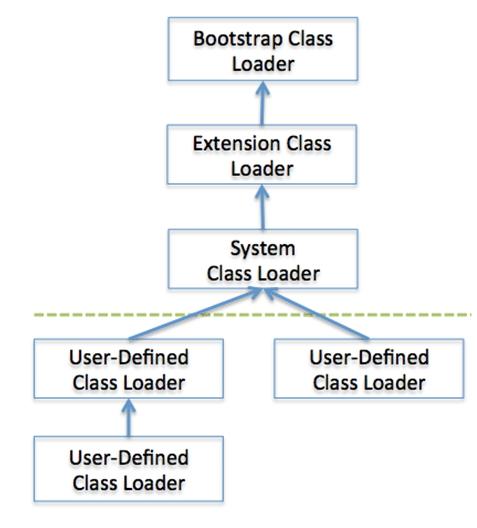 Bootstrap Class
Loader
Extension Class
Loader
System
Class Loader
User-Defined
Class Loader
User-Defined
Class Loader
User-Defined
Class Loader